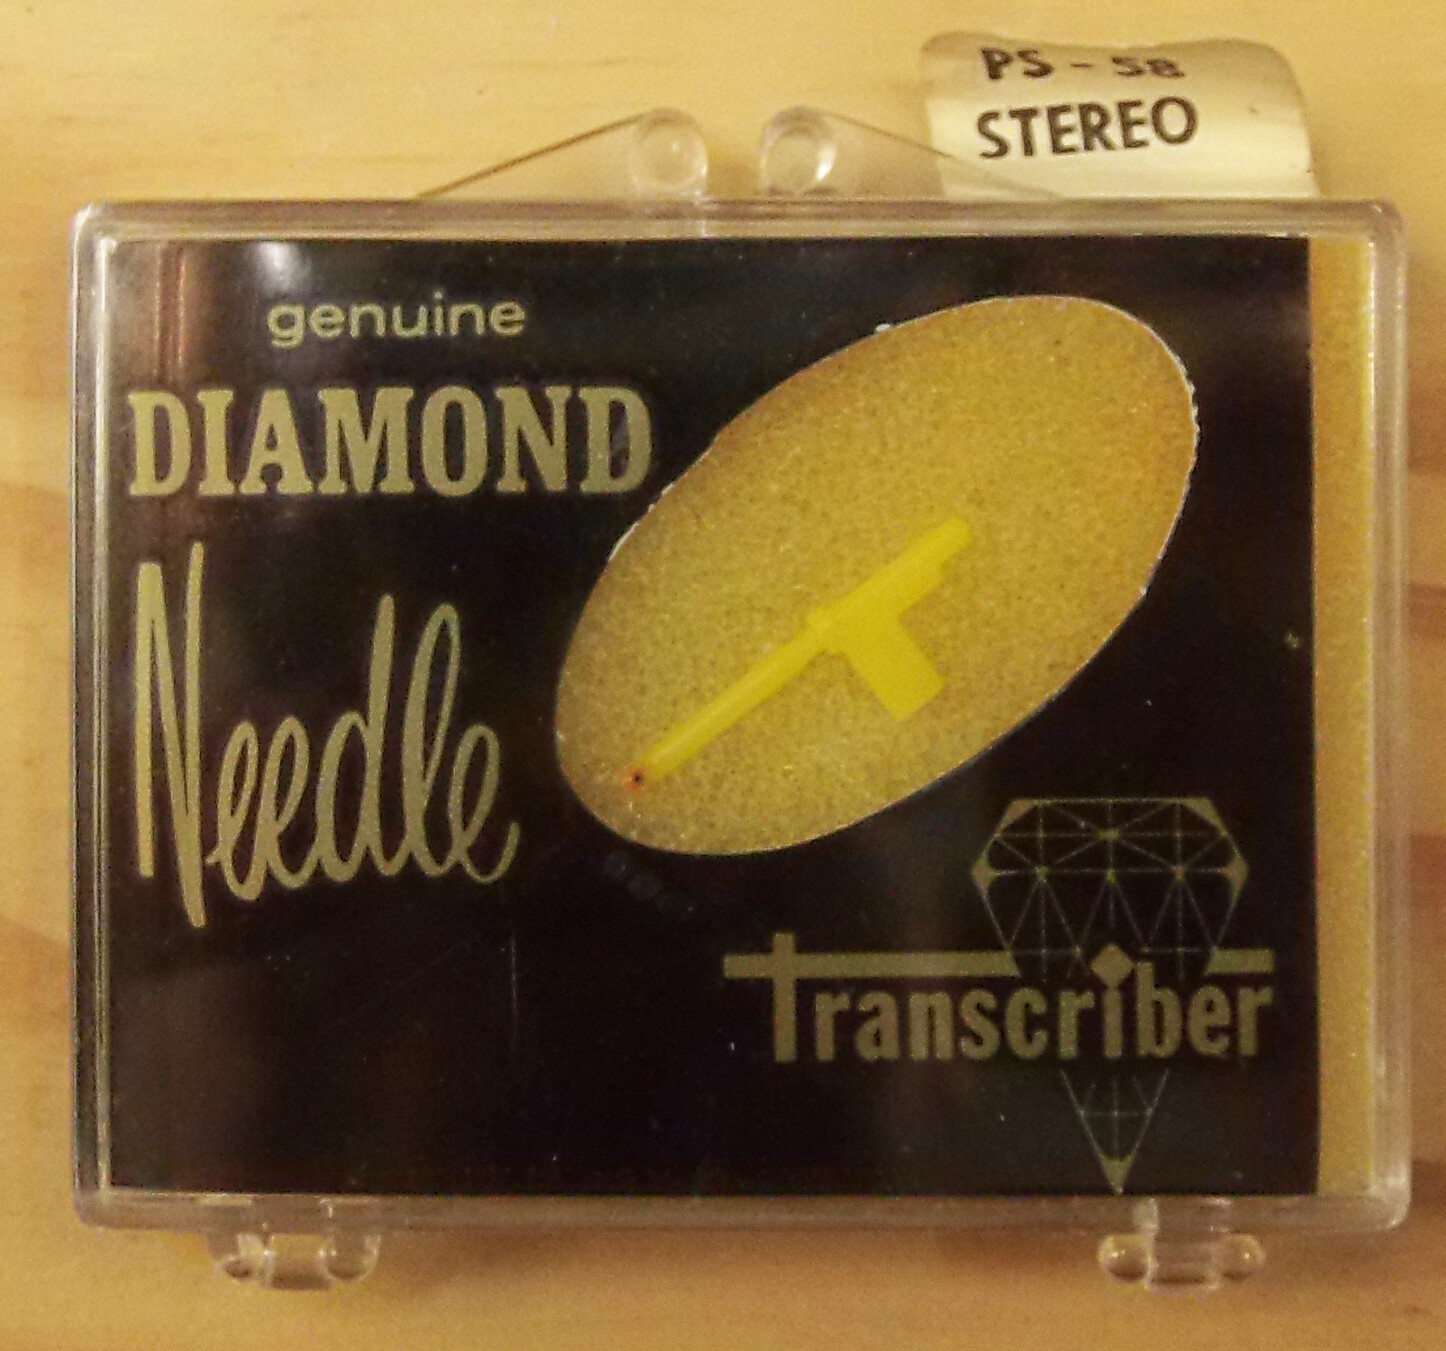 PS - 58
STEREO
genuine
DIAMOND
Needle
Transcriber